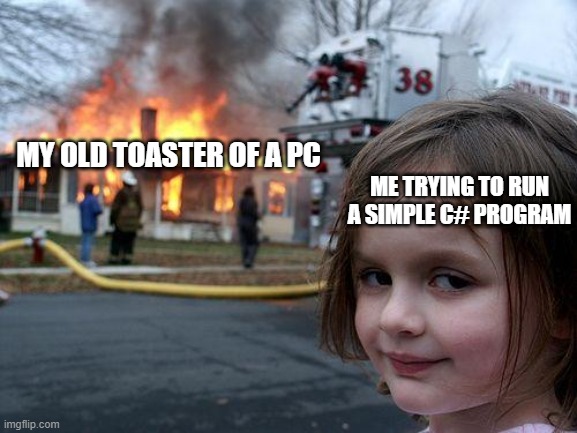 38
MY OLD TOASTER OF A PC
ME TRYING TO RUN
A SIMPLE C# PROGRAM
imgflip.com